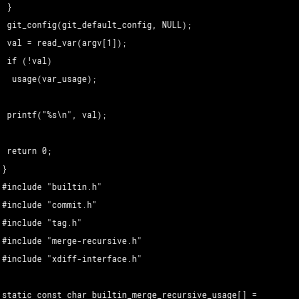 }
git_config(git_default_config, NULL);
val = read_var(argv[1]);
if (!val)
usage(var_usage);
printf("%s\n", val);
return 0;
}
#include "builtin.h"
#include "commit.h"
#include "tag.h"
#include "merge-recursive.h"
#include "xdiff-interface.h"
static const char builtin_merge_recursive_usage[] =